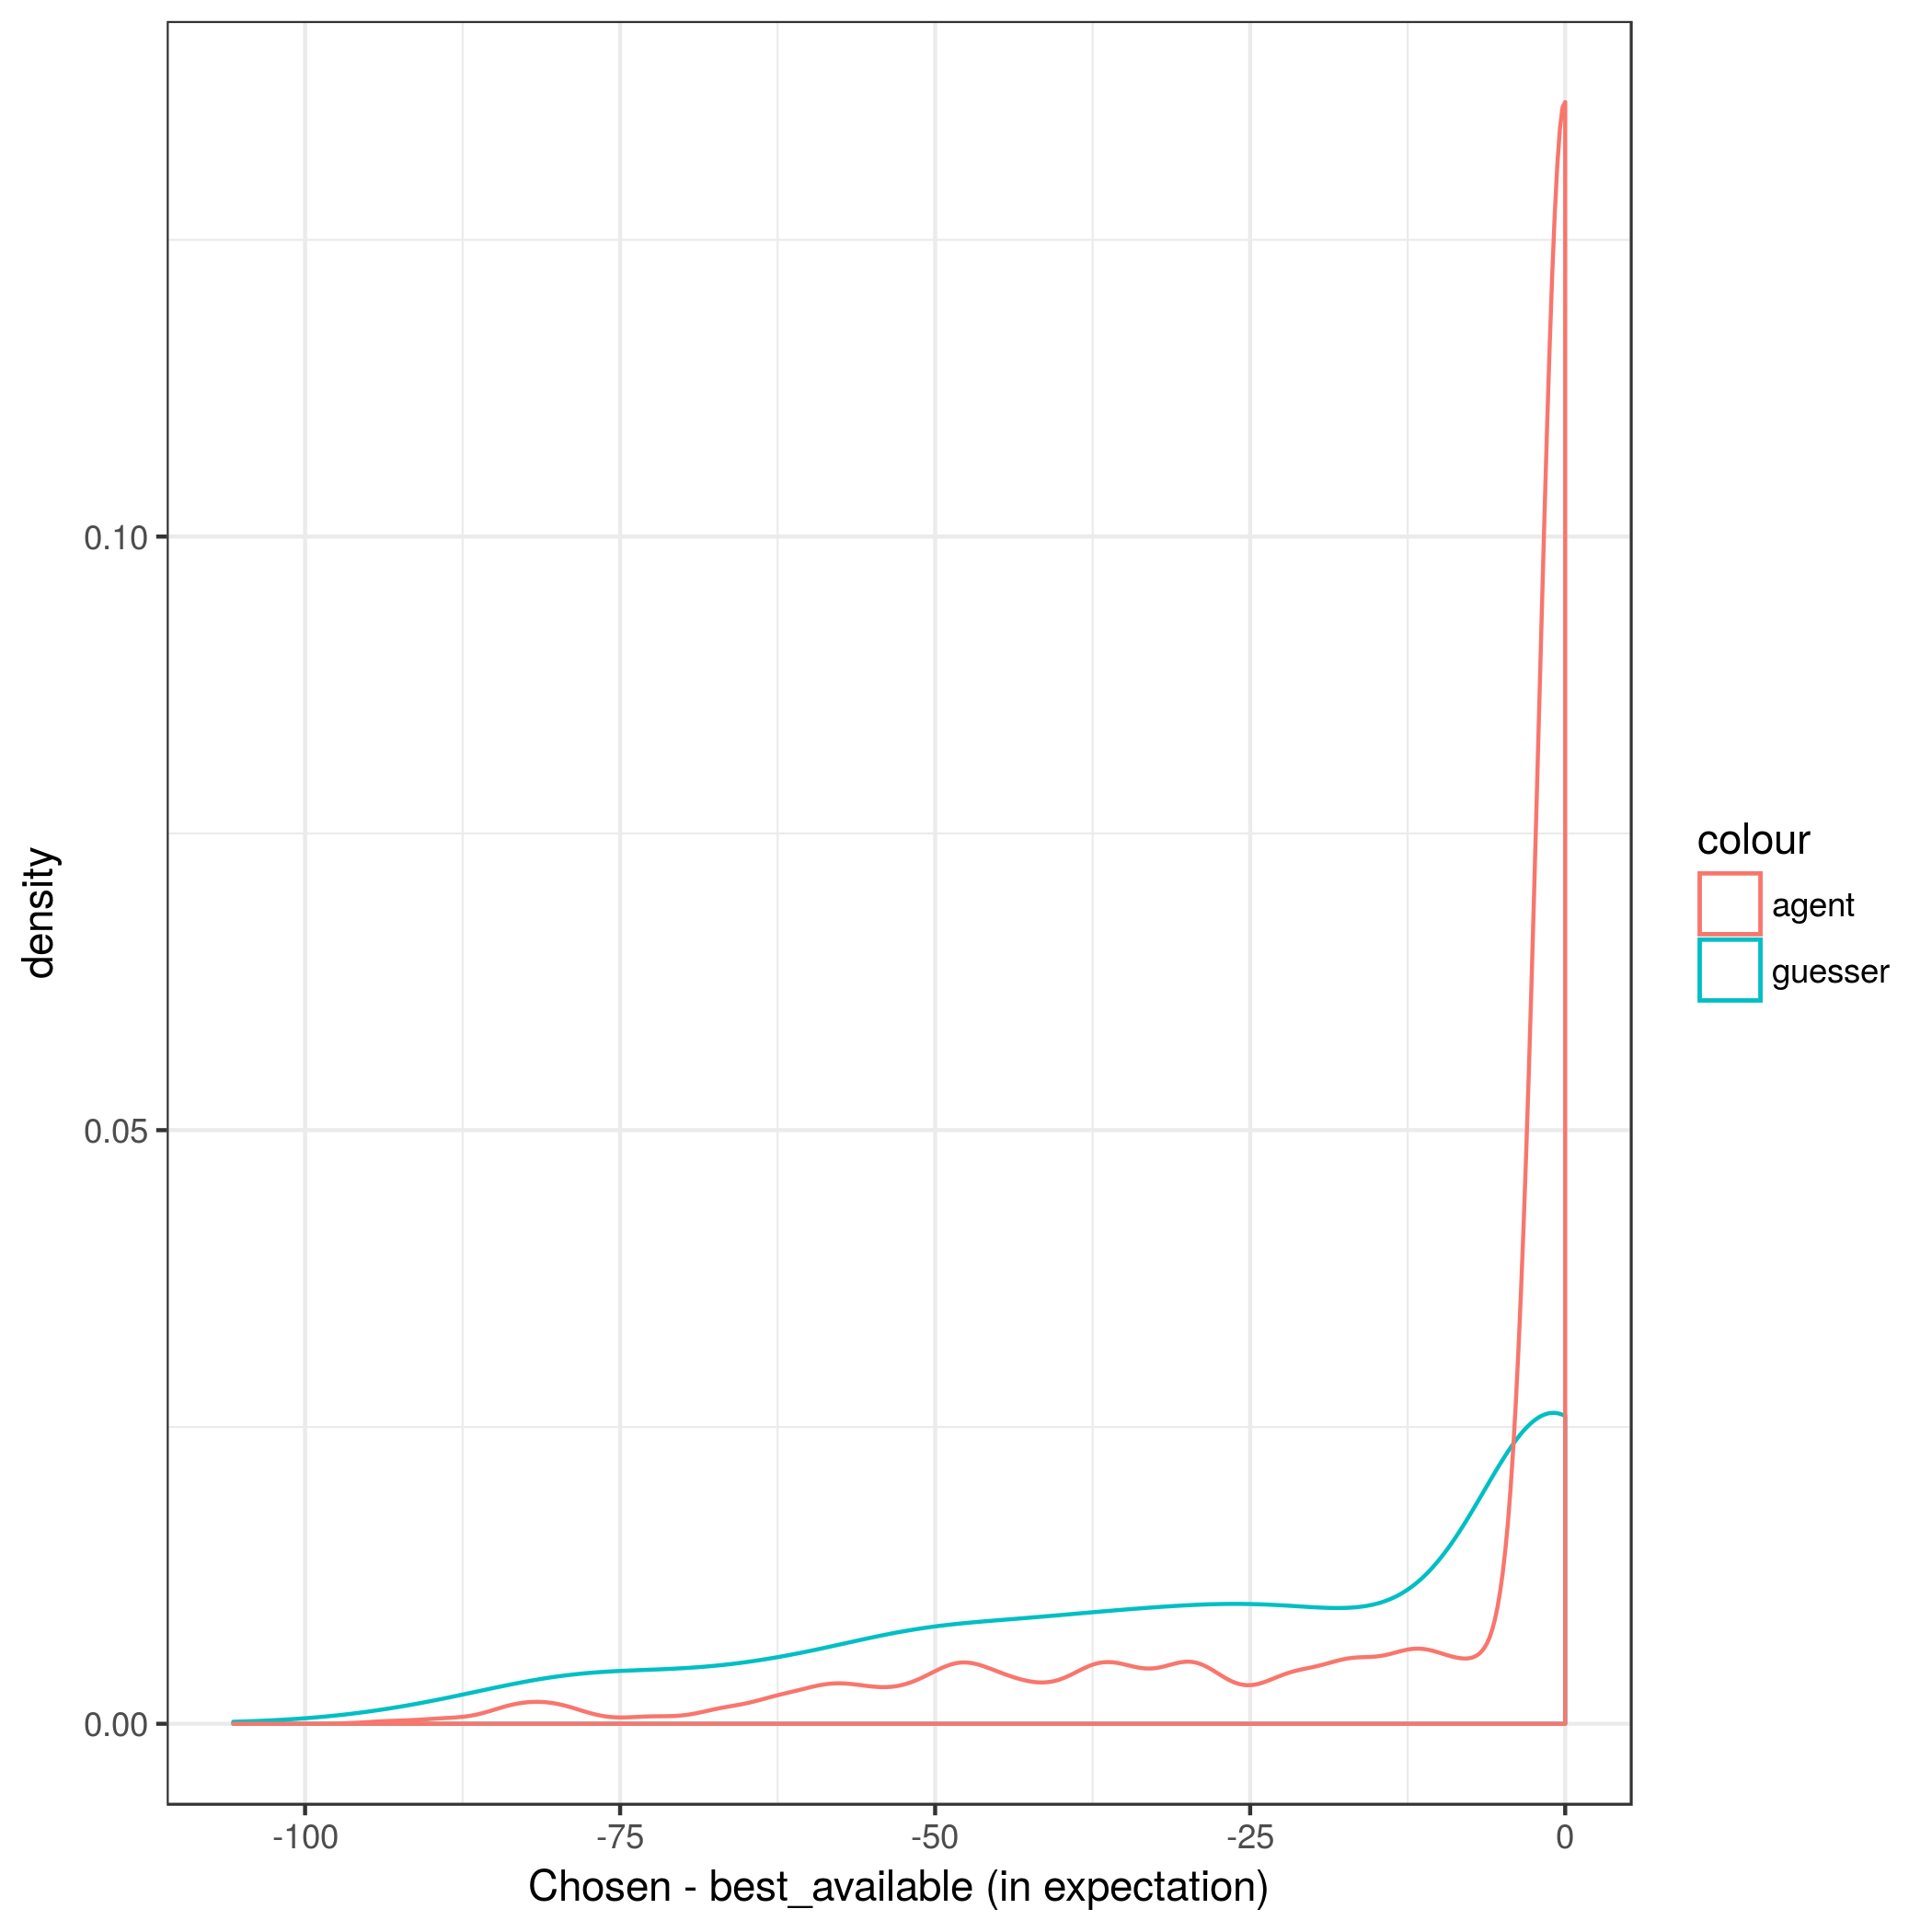 density
0.10
0.05
0.00
-100
-75
-50
-25
0
Chosen - best_available (in expectation)
colour
agent
guesser